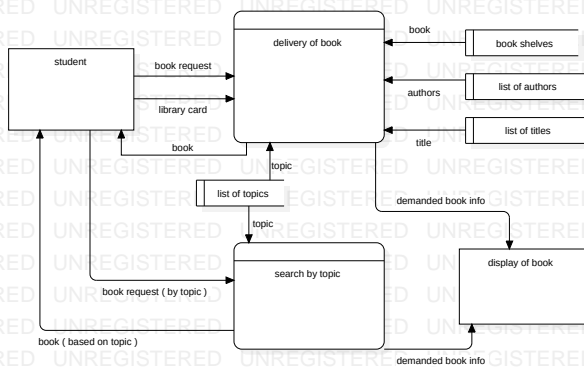 student
delivery of book
book
book shelves
book request
list of authors
library card
authors
list of titles
title
book
topic
list of topics
topic
demanded book info
search by topic
display of book
book request ( by topic )
book ( based on topic )
demanded book info
UNREGISTERED